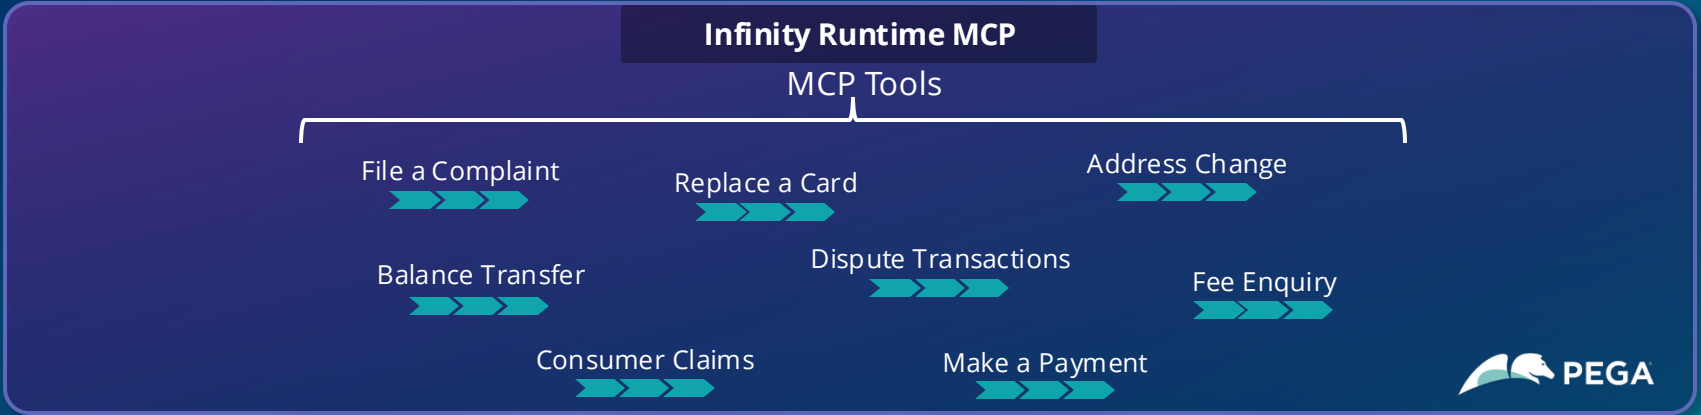 Infinity Runtime MCP
MCP Tools
File a Complaint
Replace a Card
Address Change
Balance Transfer
Dispute Transactions
Fee Enquiry
Consumer Claims
Make a Payment
PEGA